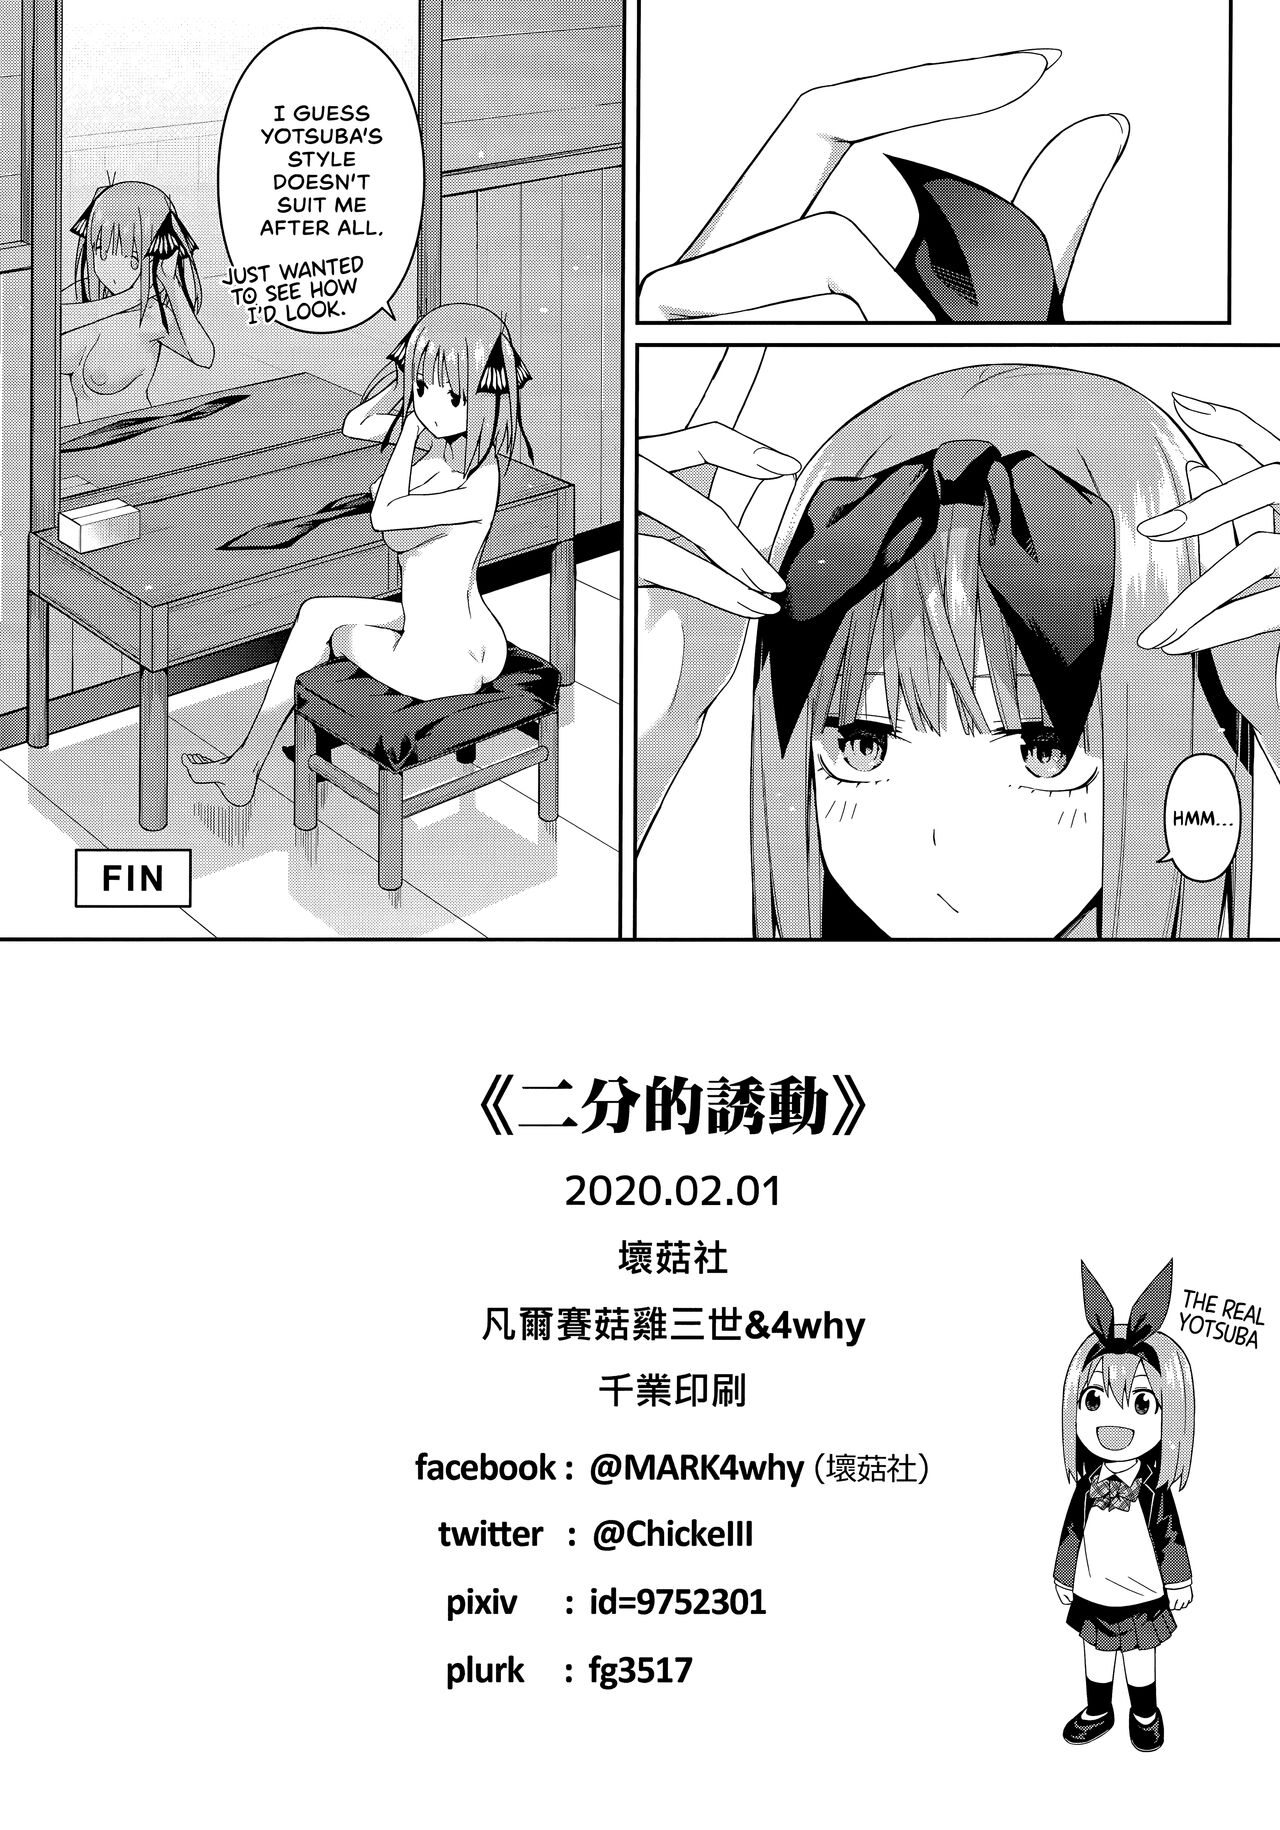 HMM...
I GUESS
YOTSUBA'S
STYLE
DOESN'T
SUIT ME
AFTER ALL.
JUST WANTED
TO SEE HOW
I'D LOOK.
FIN
《二分的誘動》
2020.02.01
壞菇社
凡爾賽菇雞三世&4why
千業印刷
facebook : @MARK4why (壞菇社)
twitter : @ChickeIII
pixiv : id=9752301
plurk : fg3517
THE REAL
YOTSUBA